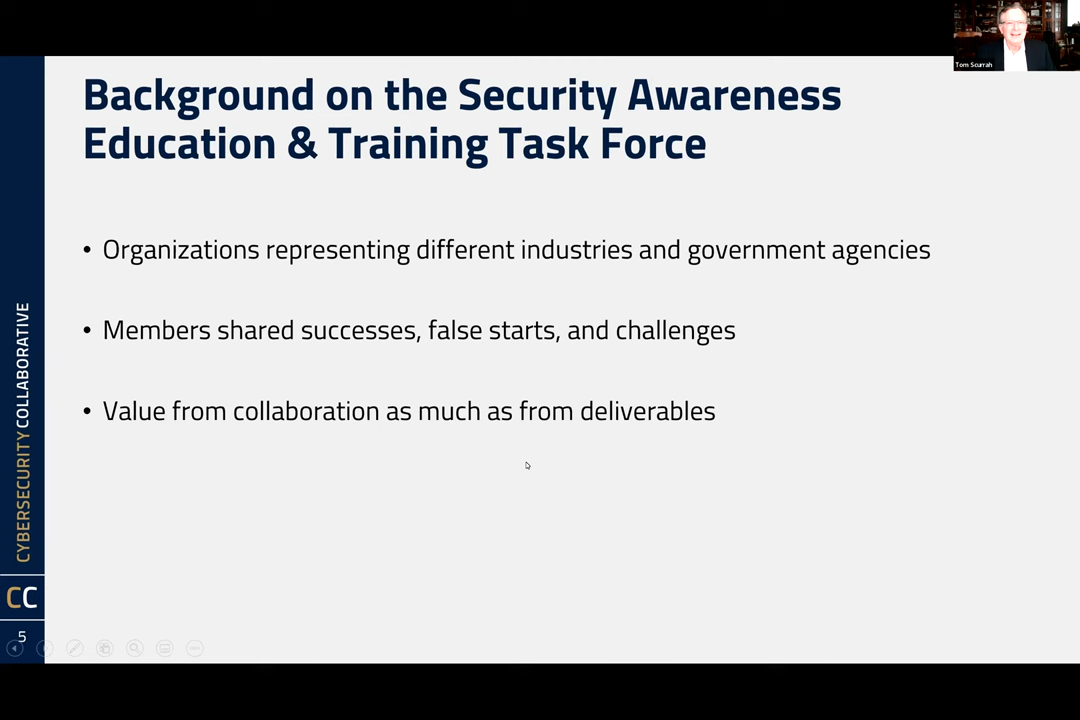 Tom Scurrah
Background on the Security Awareness
Education & Training Task Force
• Organizations representing different industries and government agencies
• Members shared successes, false starts, and challenges
• Value from collaboration as much as from deliverables
CYBERSECURITY COLLABORATIVE
CC
5